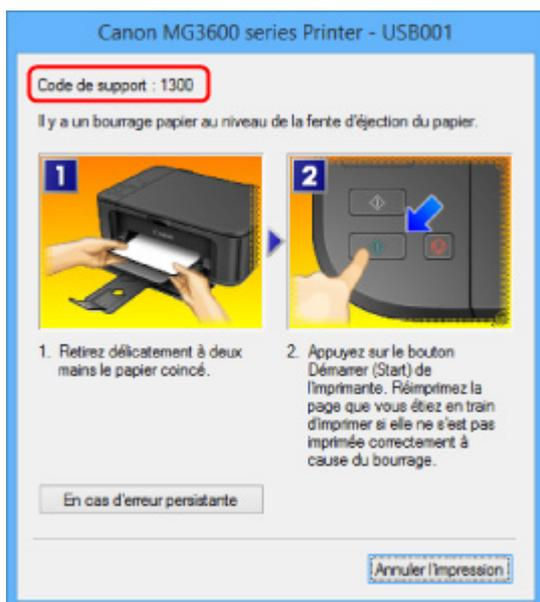 Canon MG3600 series Printer - USB001
Code de support : 1300
Il y a un bourrage papier au niveau de la fente d'éjection du papier.
1
2
Canon
1. Retirez délicatement à deux
mains le papier coincé.
2. Appuyez sur le bouton
Démarrer (Start) de
l'imprimante. Réimprimez la
page que vous étiez en train
d'imprimer si elle ne s'est pas
imprimée correctement à
cause du bourrage.
En cas d'erreur persistante
Annuler l'impression